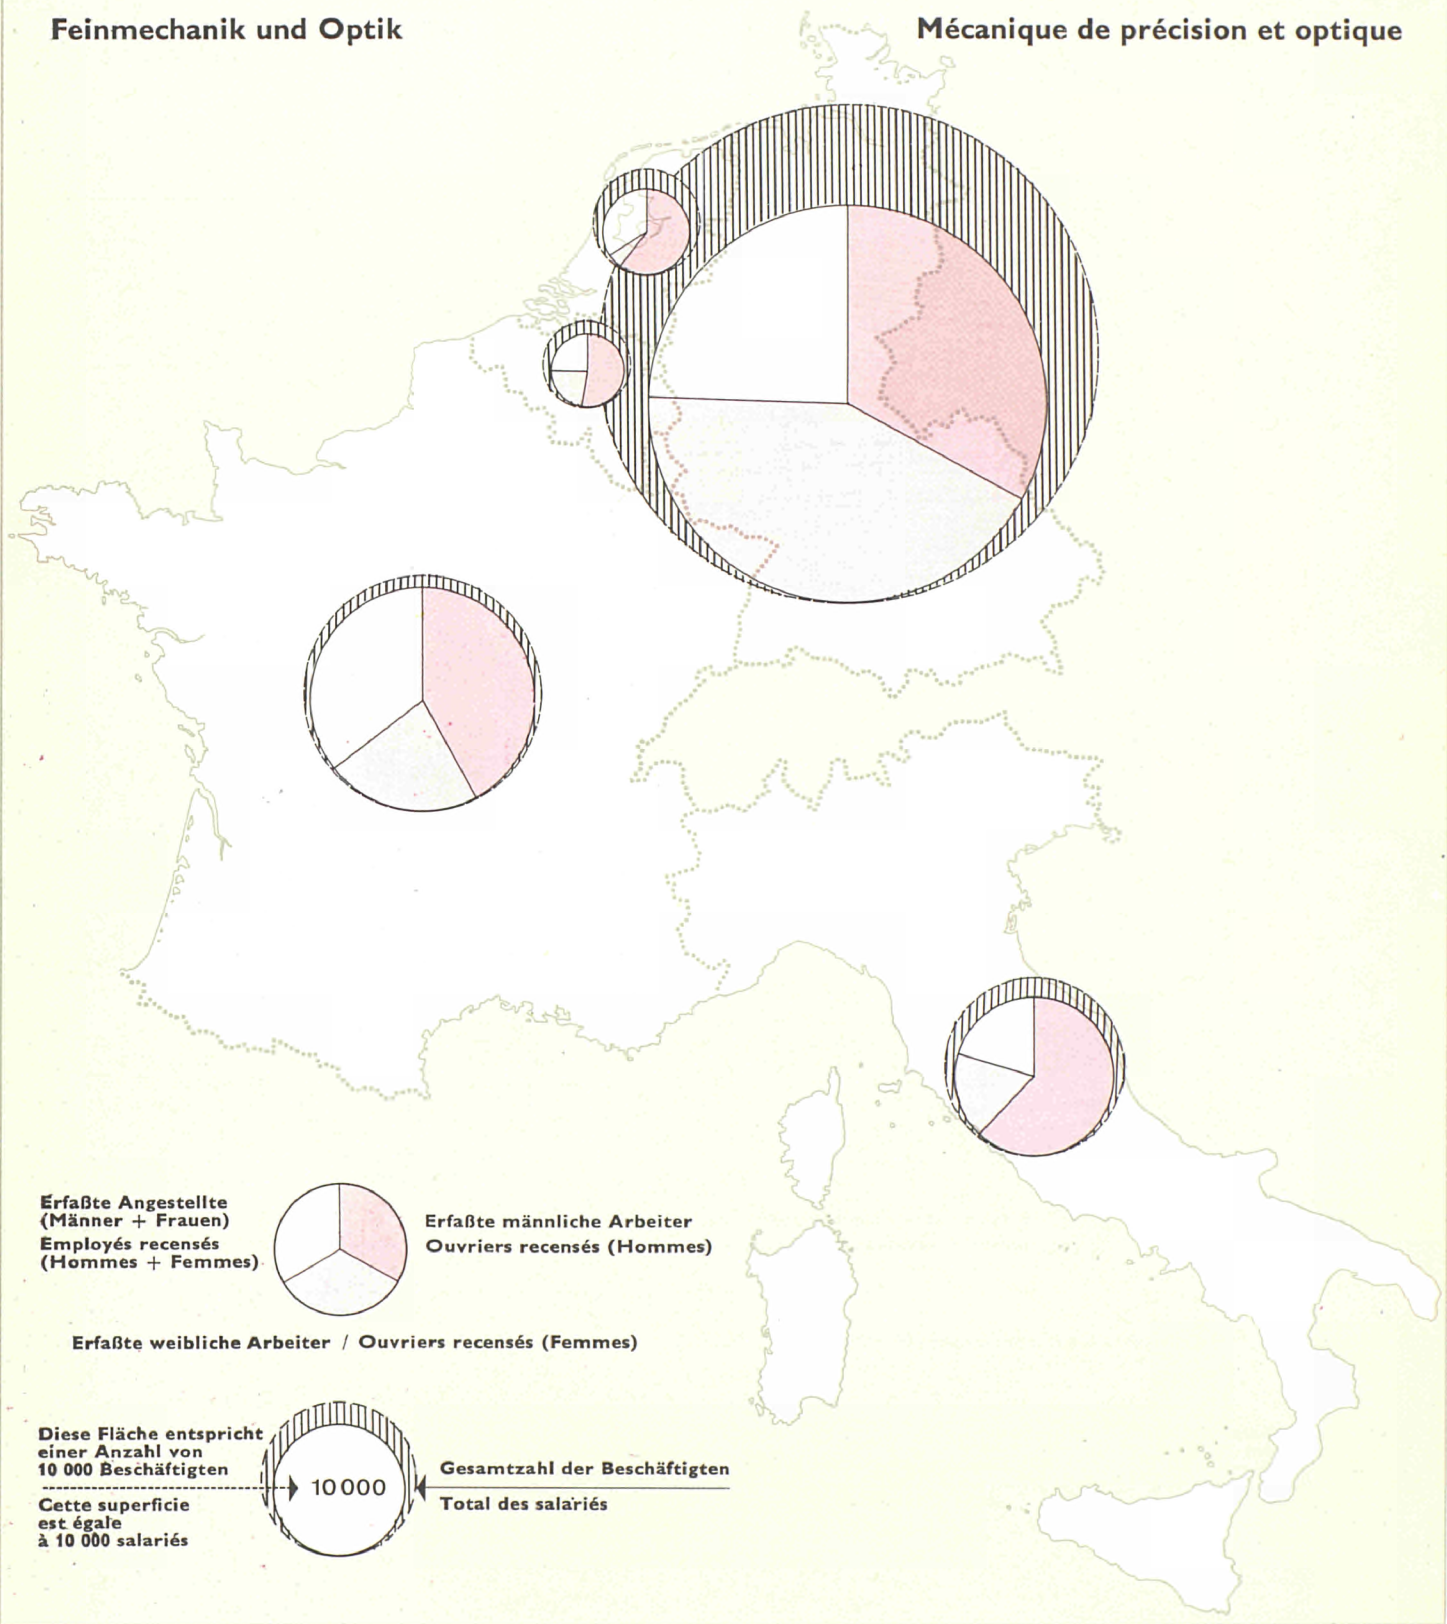 Feinmechanik und Optik
Mécanique de précision et optique
Erfaßte Angestellte
(Männer + Frauen)
Employés recensés
(Hommes + Femmes)
Erfaßte männliche Arbeiter
Ouvriers recensés (Hommes)
Erfaßte weibliche Arbeiter / Ouvriers recensés (Femmes)
Diese Fläche entspricht
einer Anzahl von
10 000 Beschäftigten
Cette superficie
est égale
à 10 000 salariés
10 000
Gesamtzahl der Beschäftigten
Total des salariés